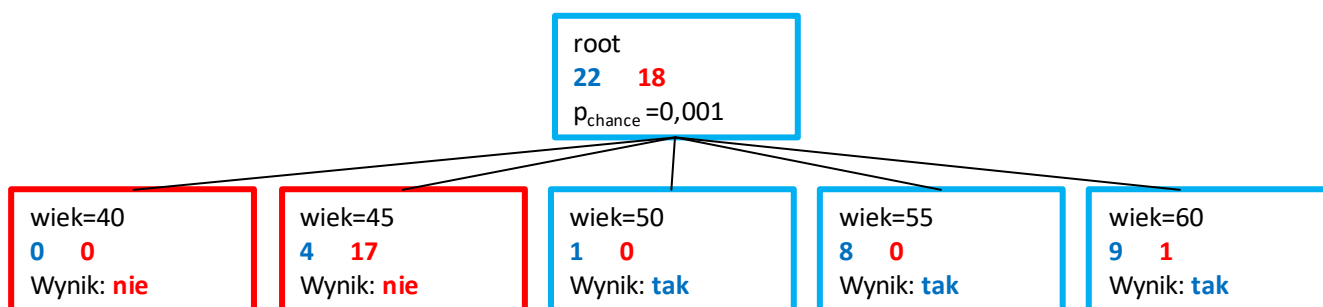 root
22 18
pchance =0,001
wiek=40
0 0
Wynik: nie
wiek=45
4 17
Wynik: nie
wiek=50
1 0
Wynik: tak
wiek=55
8 0
Wynik: tak
wiek=60
9 1
Wynik: tak